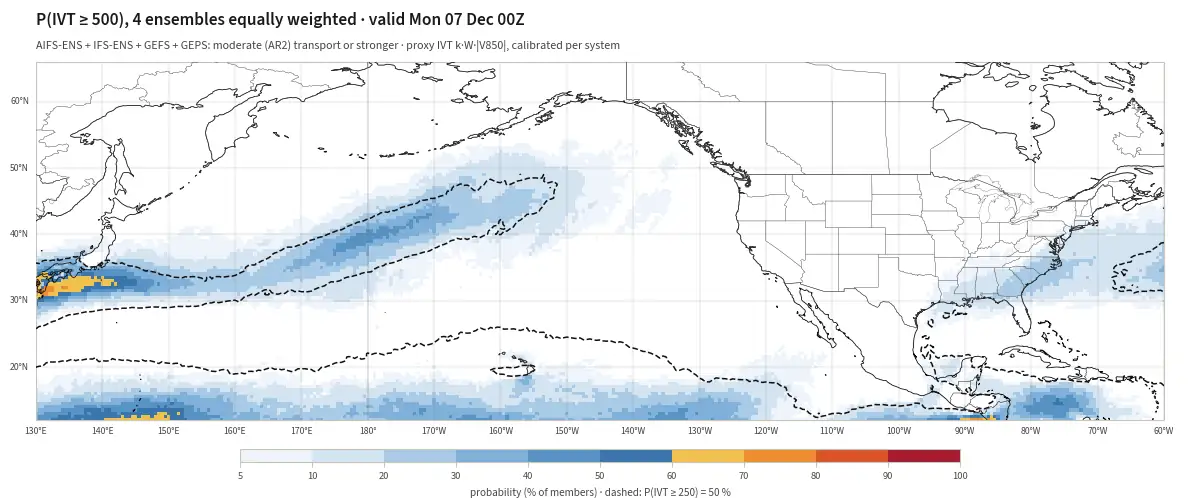 P(IVT ≥ 500), 4 ensembles equally weighted · valid Mon 07 Dec 00Z
AIFS-ENS + IFS-ENS + GEFS + GEPS: moderate (AR2) transport or stronger · proxy IVT k·W·|V850|, calibrated per system
60°N
50°N
40°N
30°N
20°N
130°E 140°E 150°E 160°E 170°E 180° 170°W 160°W 150°W 140°W 130°W 120°W 110°W 100°W 90°W 80°W 70°W 60°W
5 10 20 30 40 50 60 70 80 90 100
probability (% of members) · dashed: P(IVT ≥ 250) = 50 %